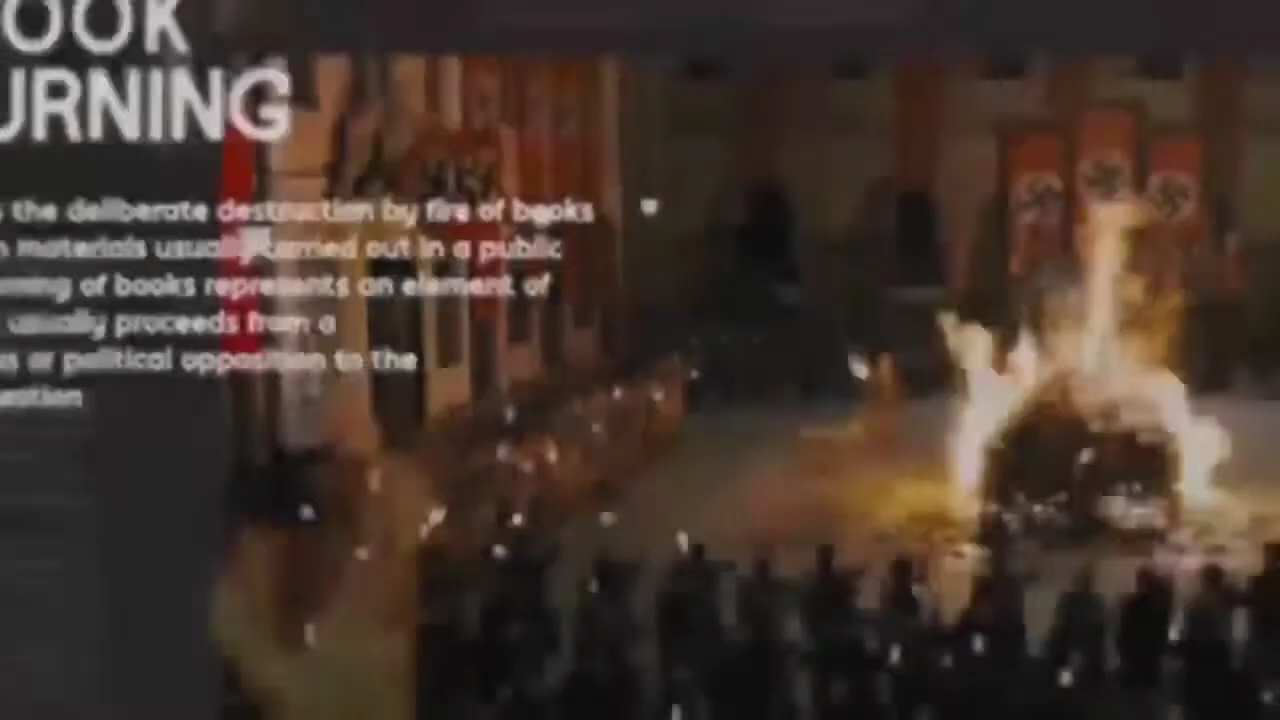 OOK
URNING
the deliberate destruction by fire of books
materials usually carried out in a public
of books represents an element of
usually proceeds from a
or political opposition to the